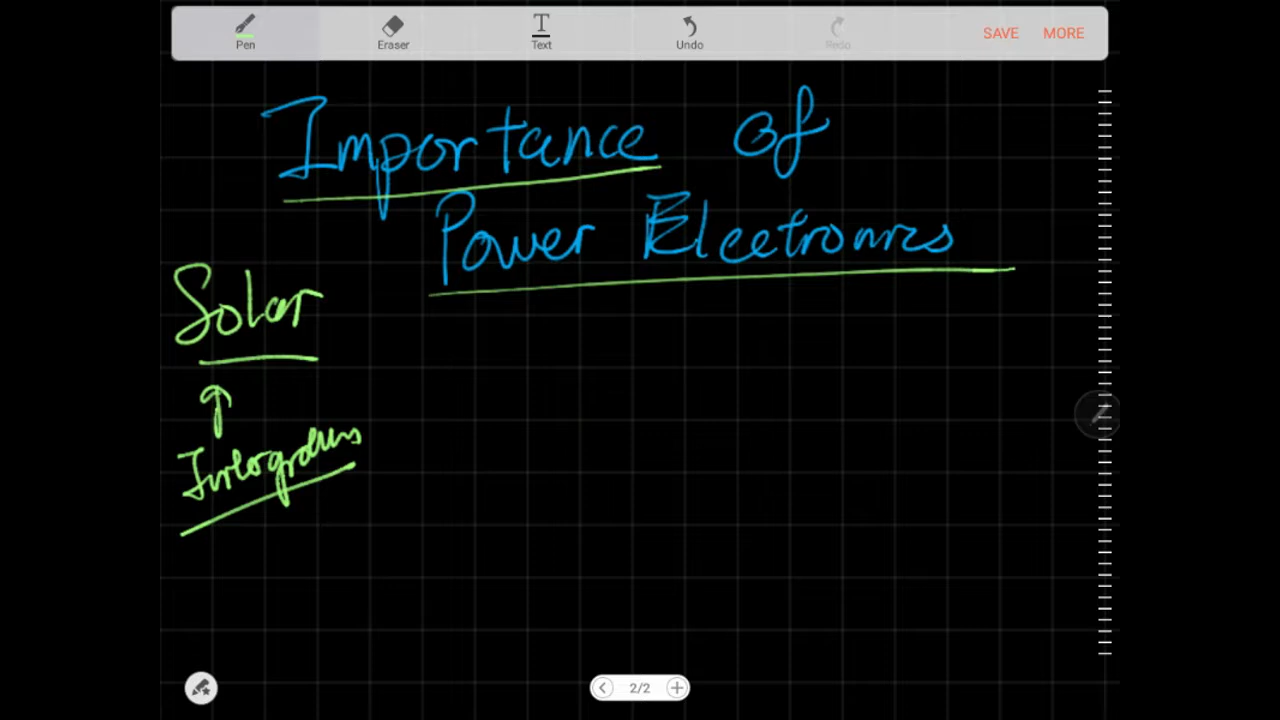 Pen
Eraser
Text
Undo
Redo
SAVE
MORE
Importance of
Power Electronics
Solar
2/2